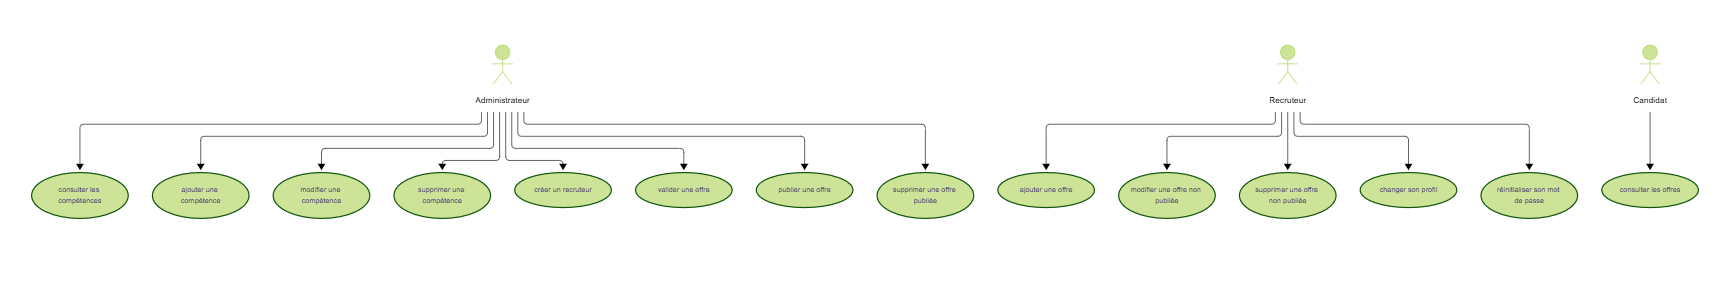 Administrateur
Recruteur
Candidat
consulter les
compétences
ajouter une
compétence
modifier une
compétence
supprimer une
compétence
créer un recruteur
valider une offre
publier une offre
supprimer une offre
publiée
ajouter une offre
modifier une offre non
publiée
supprimer une offre
non publiée
changer son profil
réinitialiser son mot
de passe
consulter les offres